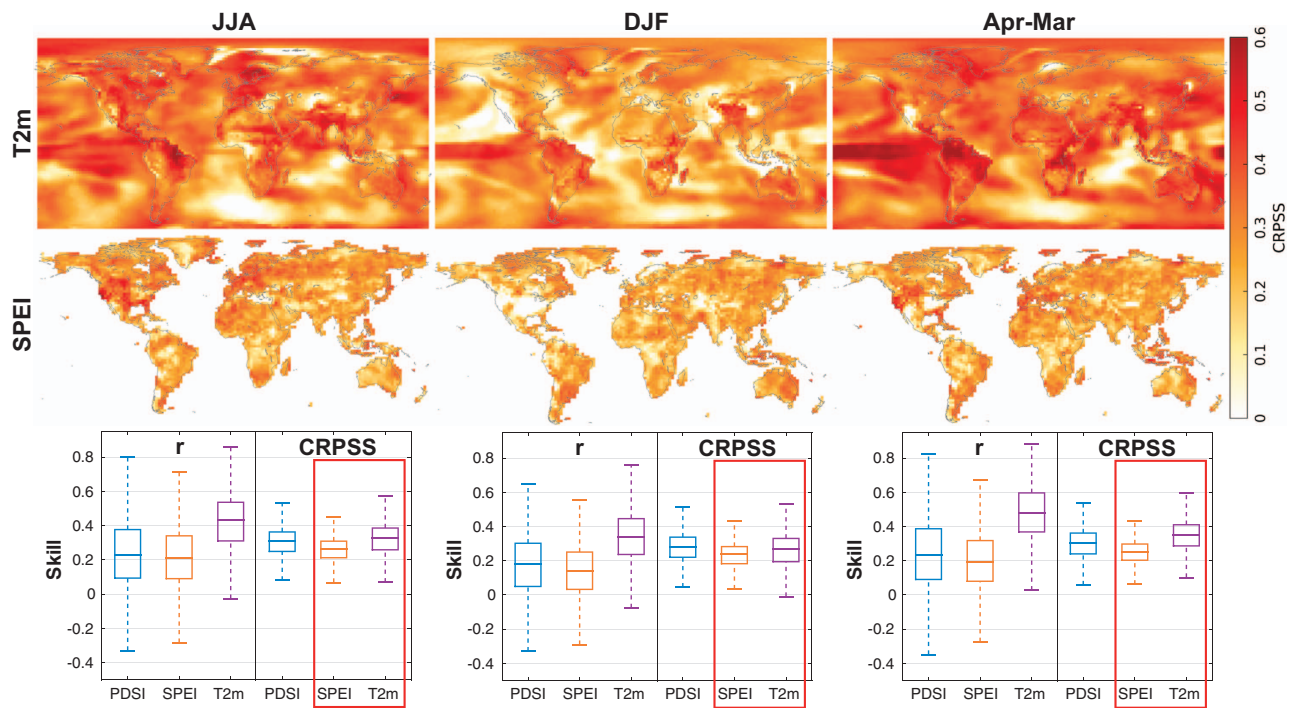 JJA DJF Apr-Mar
T2m
SPEI
0.6
0.5
0.4
0.3
0.2
0.1
0
CRPSS
r CRPSS
Skill
0.8
0.6
0.4
0.2
0
-0.2
-0.4
PDSI SPEI T2m PDSI SPEI T2m
r CRPSS
Skill
0.8
0.6
0.4
0.2
0
-0.2
-0.4
PDSI SPEI T2m PDSI SPEI T2m
r CRPSS
Skill
0.8
0.6
0.4
0.2
0
-0.2
-0.4
PDSI SPEI T2m PDSI SPEI T2m